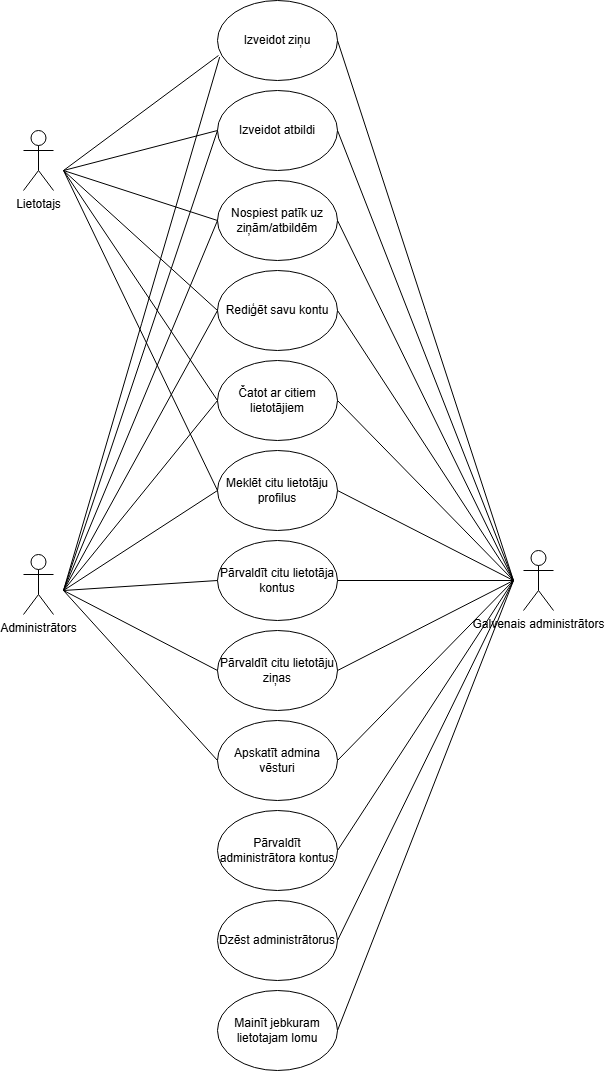 Izveidot ziņu
Izveidot atbildi
Lietotajs
Nospiest patīk uz
ziņām/atbildēm
Rediģēt savu kontu
Čatot ar citiem
lietotājiem
Meklēt citu lietotāju
profilus
Pārvaldīt citu lietotāja
kontus
Administrātors
Galvenais administrātors
Pārvaldīt citu lietotāju
ziņas
Apskatīt admina
vēsturi
Pārvaldīt
administrātora kontus
Dzēst administrātorus
Mainīt jebkuram
lietotajam lomu